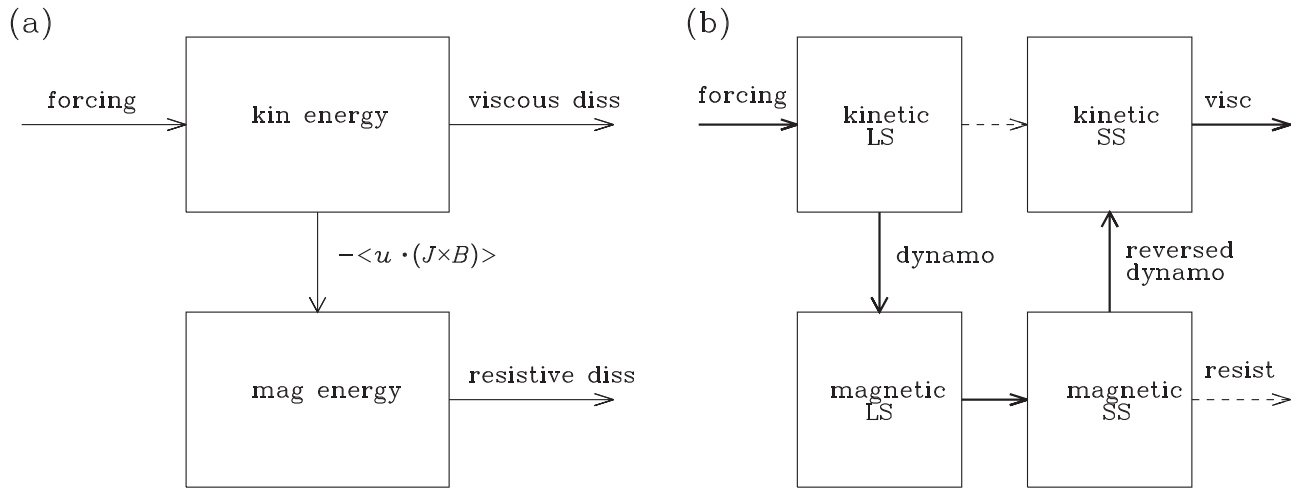 (a)
forcing
kin energy
viscous diss
−<u·(J×B)>
mag energy
resistive diss
(b)
forcing
kinetic
LS
kinetic
SS
visc
dynamo
reversed
dynamo
magnetic
LS
magnetic
SS
resist